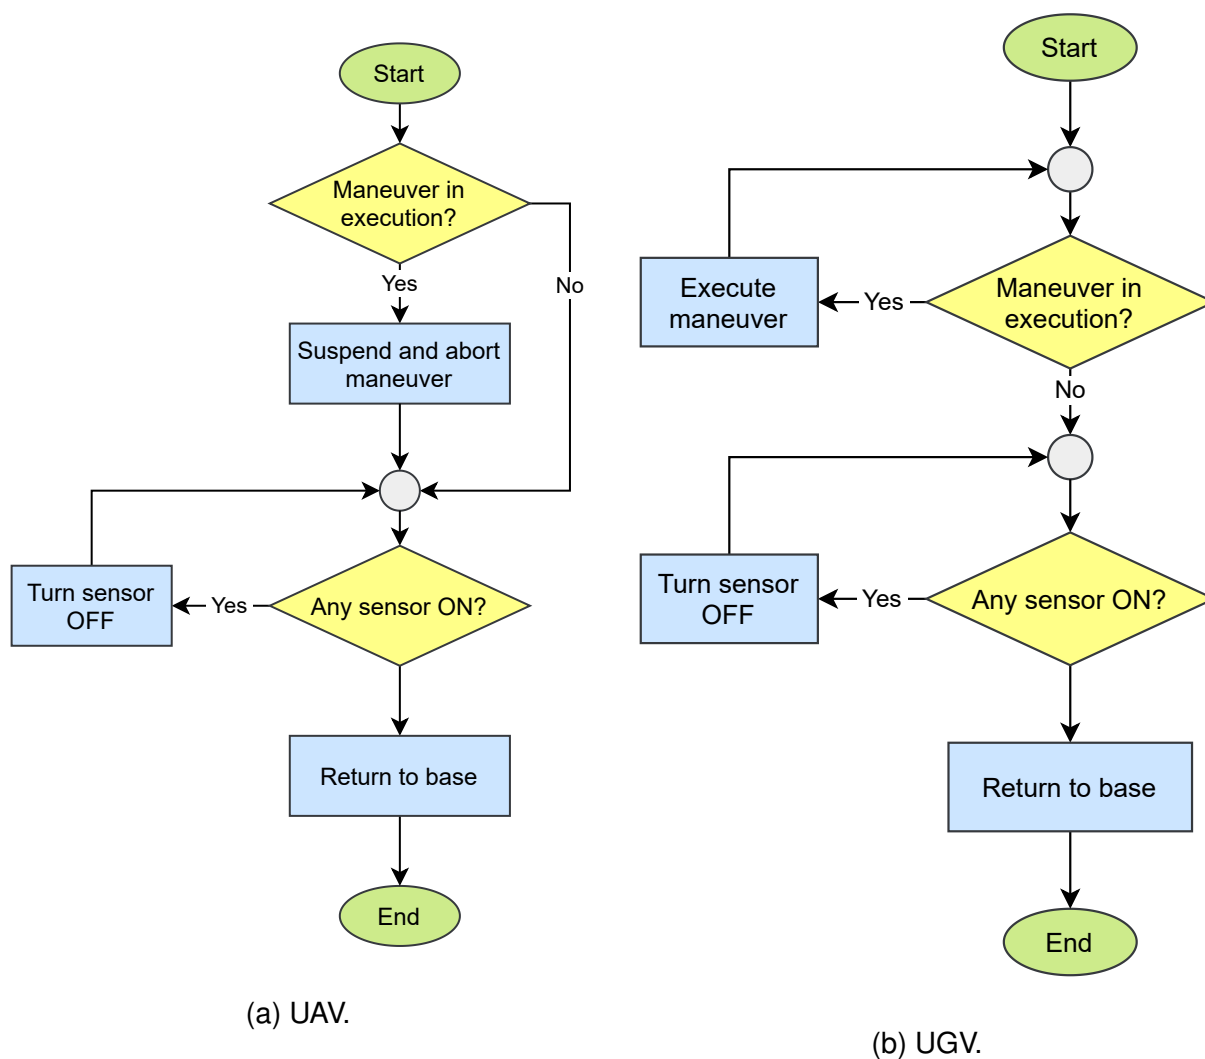 Start
Maneuver in
execution?
Yes
No
Suspend and abort
maneuver
Turn sensor
OFF
Yes
Any sensor ON?
Return to base
End
(a) UAV.
Start
Execute
maneuver
Yes
Maneuver in
execution?
No
Turn sensor
OFF
Yes
Any sensor ON?
Return to base
End
(b) UGV.